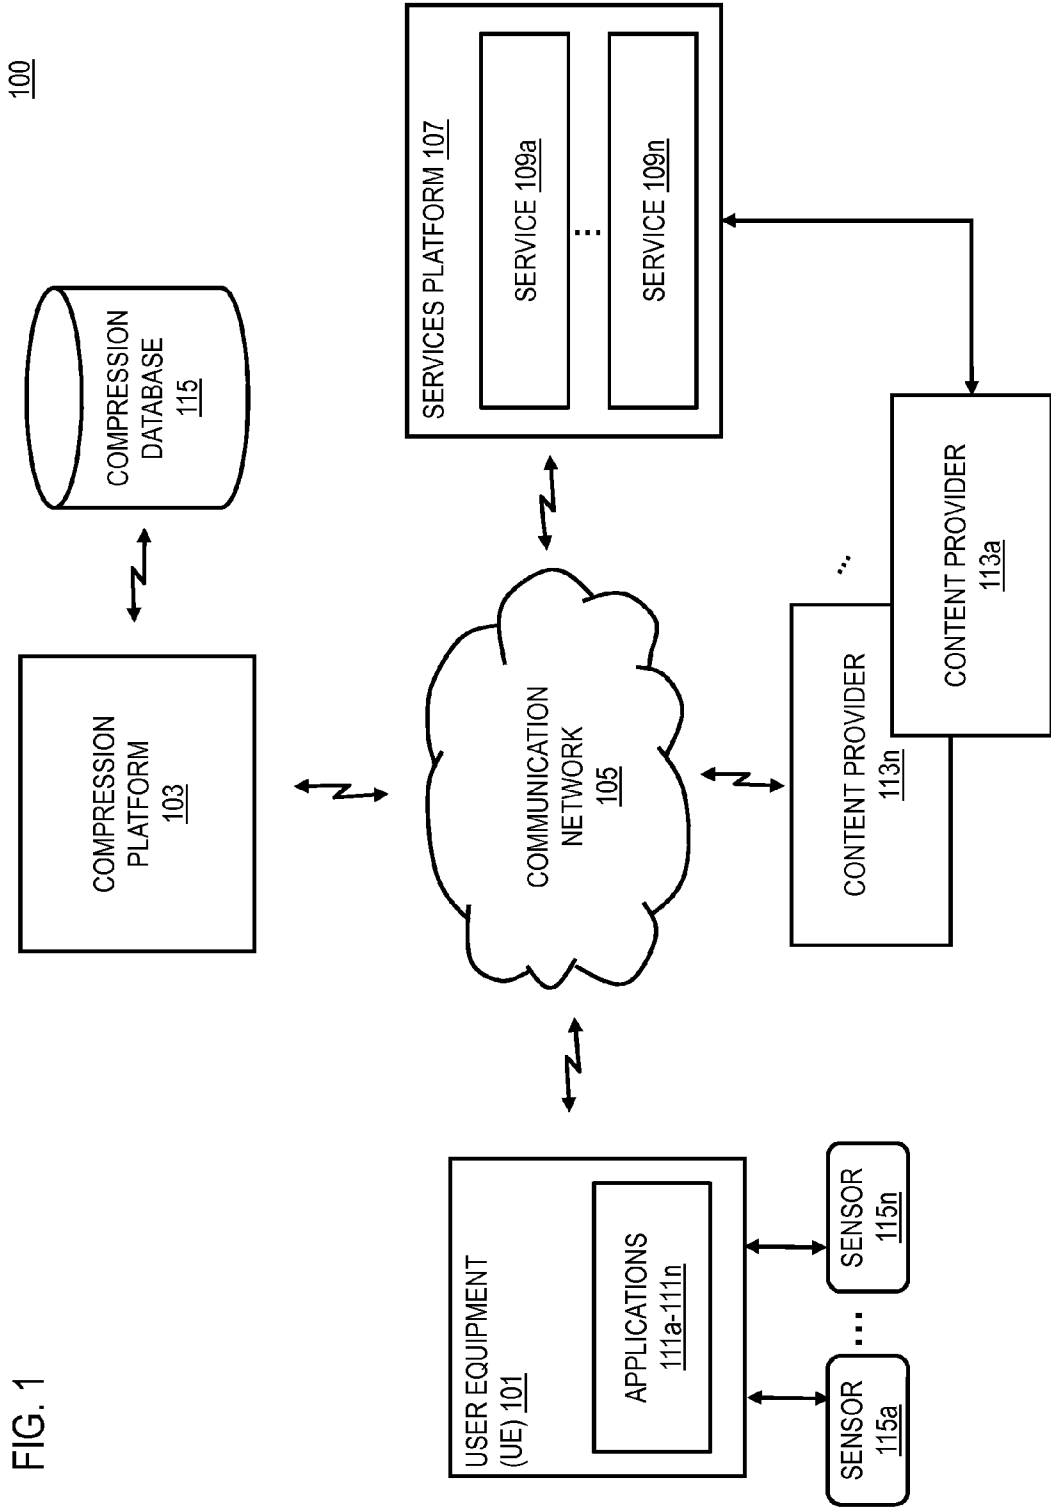 FIG. 1
100
COMPRESSION
PLATFORM
103
COMPRESSION
DATABASE
115
USER EQUIPMENT
(UE) 101
APPLICATIONS
111a-111n
SENSOR
115a
...
SENSOR
115n
COMMUNICATION
NETWORK
105
SERVICES PLATFORM 107
SERVICE 109a
...
SERVICE 109n
CONTENT PROVIDER
113n
...
CONTENT PROVIDER
113a